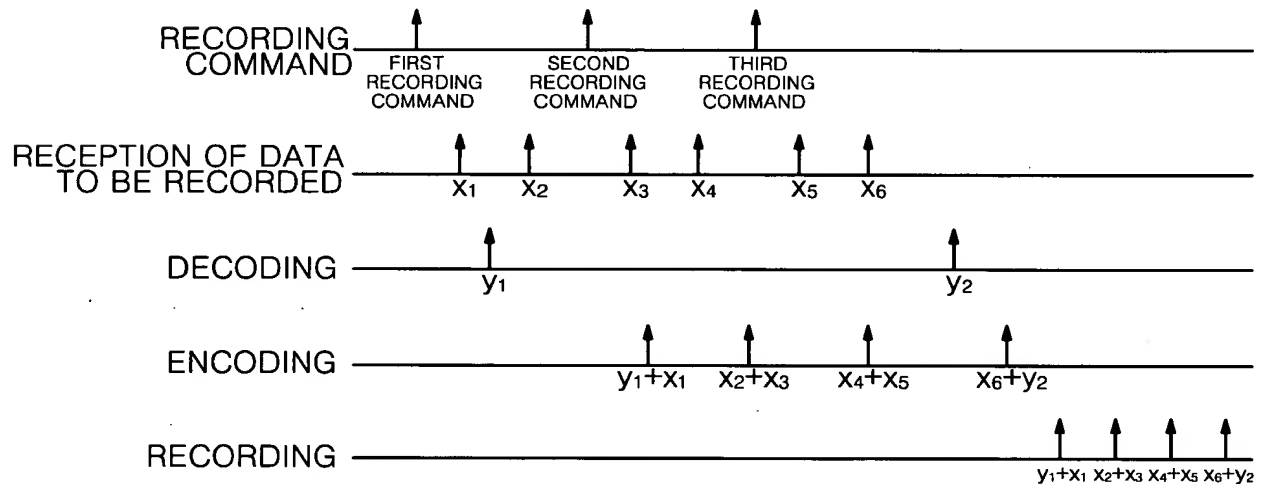 RECORDING
COMMAND
FIRST
RECORDING
COMMAND
SECOND
RECORDING
COMMAND
THIRD
RECORDING
COMMAND
RECEPTION OF DATA
TO BE RECORDED
x1 x2 x3 x4 x5 x6
DECODING
y1 y2
ENCODING
y1+x1 x2+x3 x4+x5 x6+y2
RECORDING
y1+x1 x2+x3 x4+x5 x6+y2